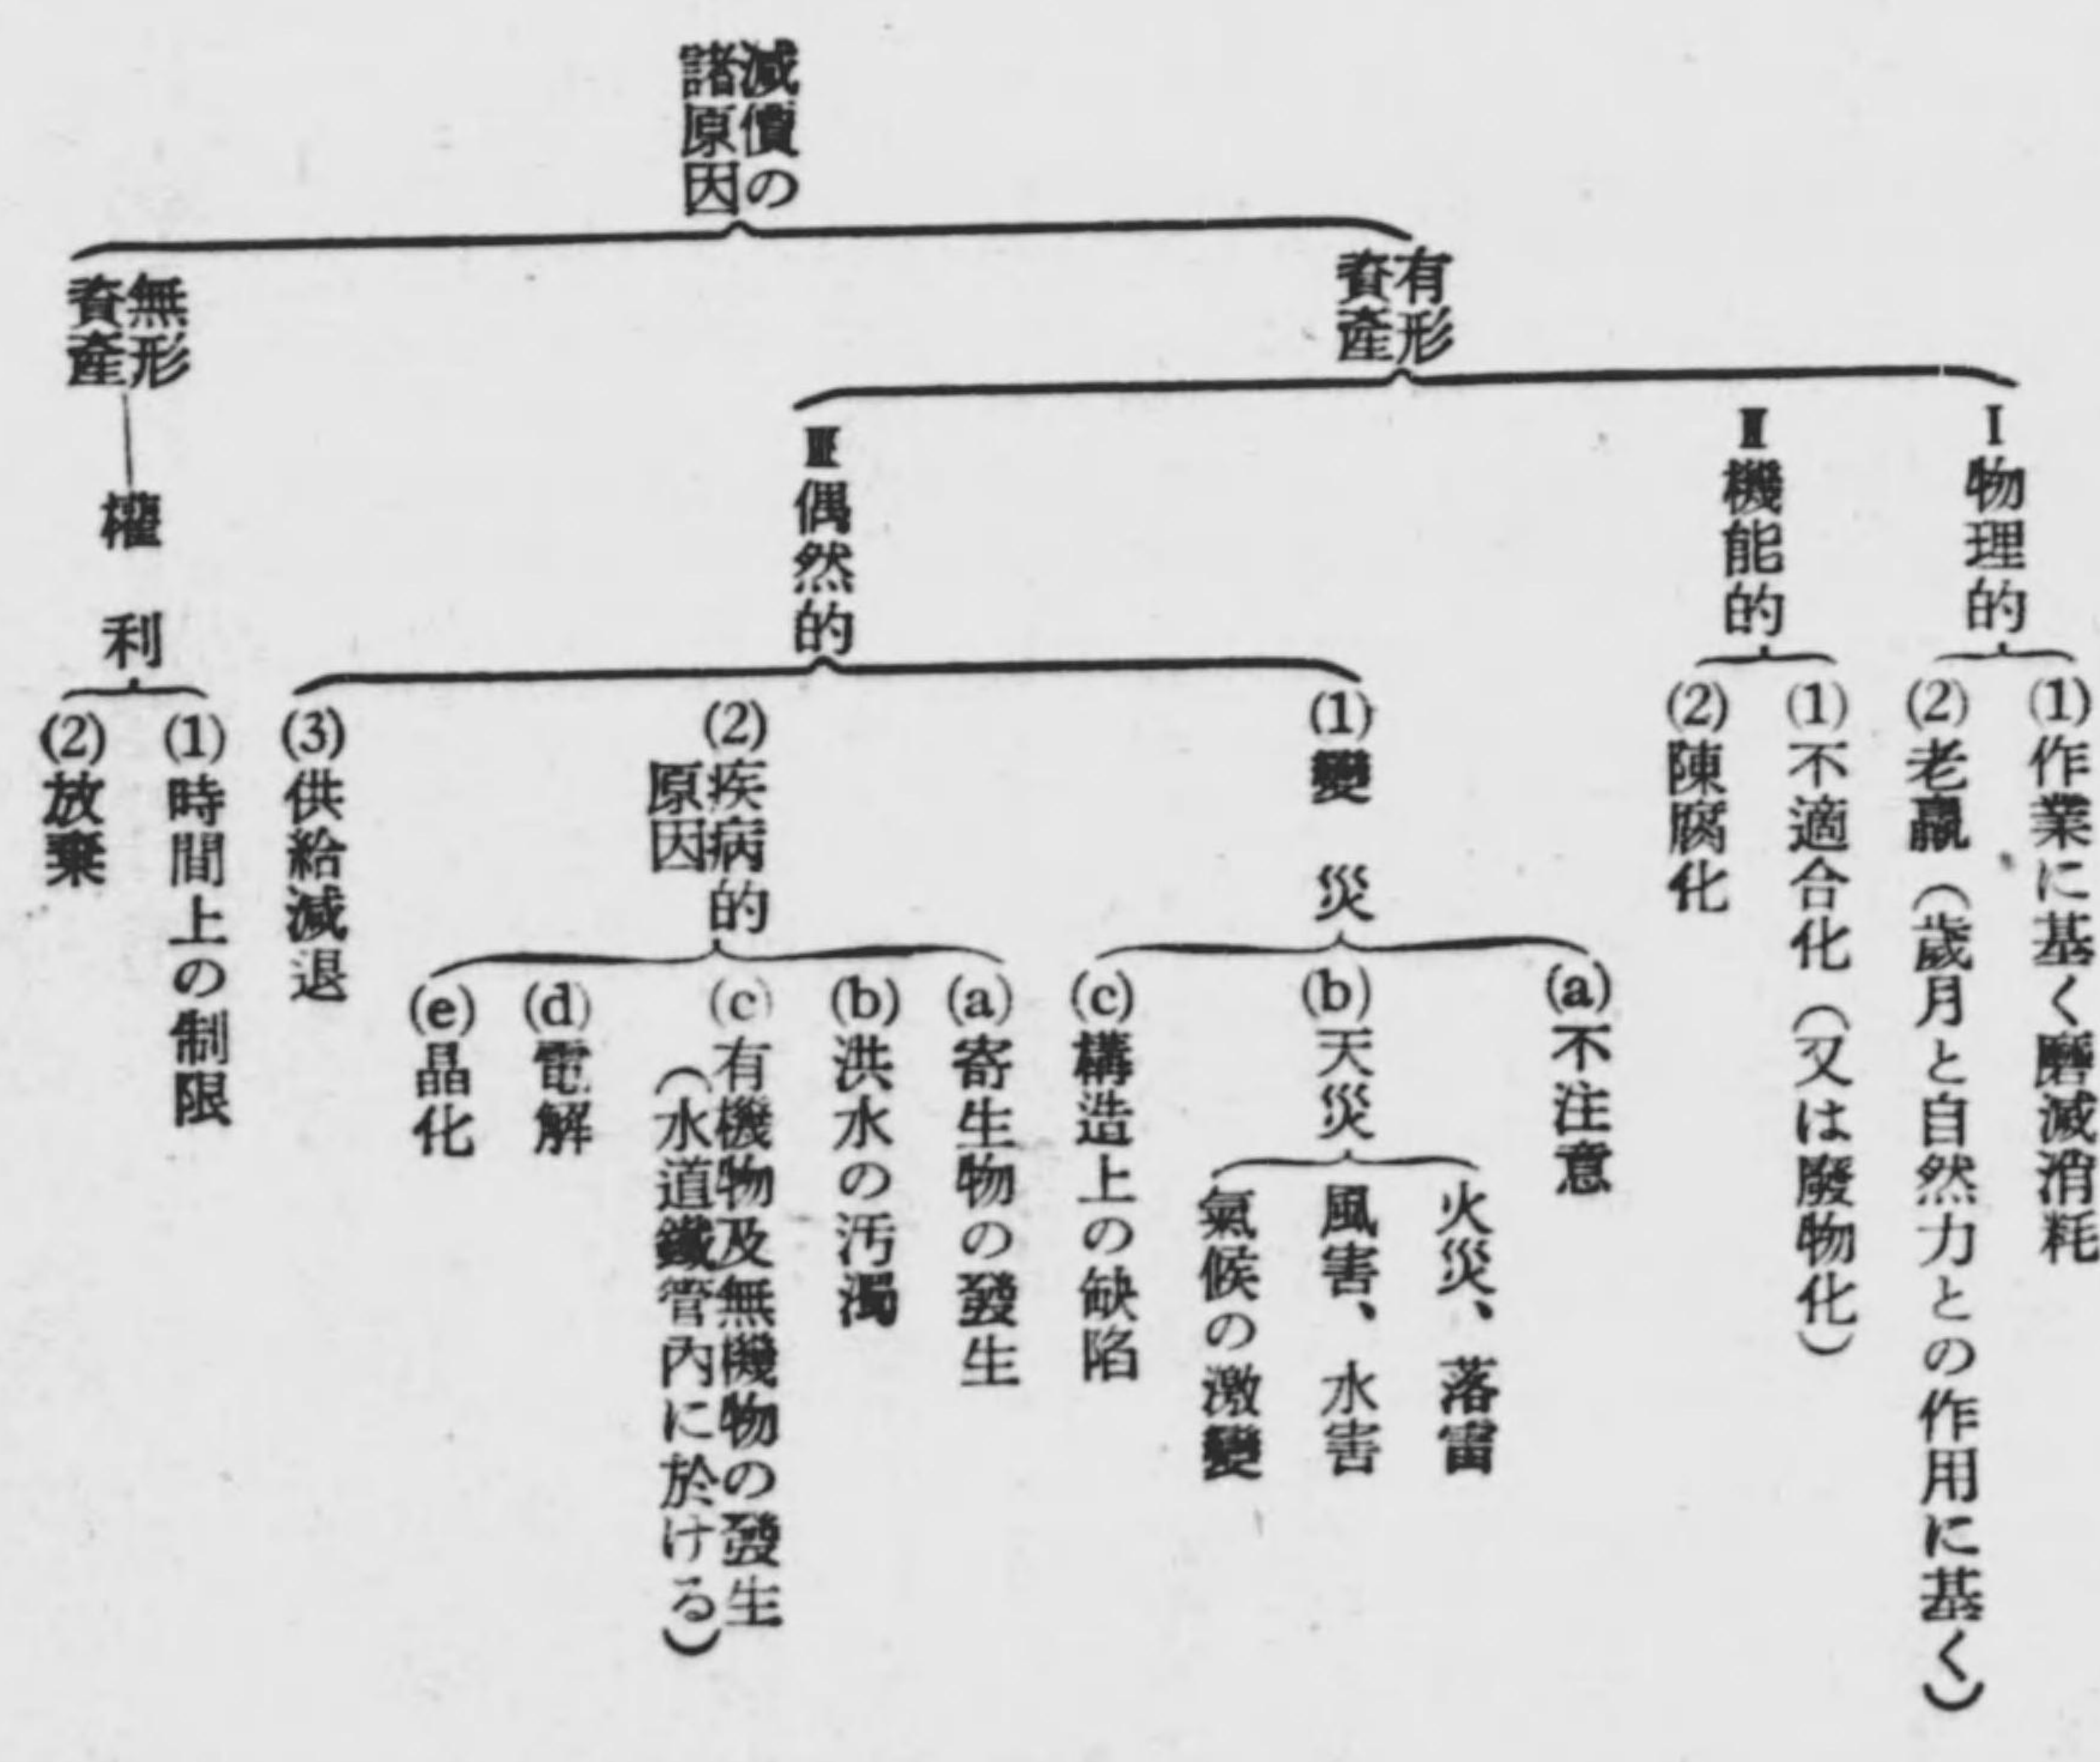 減價の
諸原因
有形
資產
Ⅰ物理的
(1)作業に基く磨滅消耗
(2)老羸(歲月と自然力との作用に基く)
Ⅱ機能的
(1)不適合化(又は廢物化)
(2)陳腐化
Ⅲ偶然的
(1)變災
(a)不注意
(b)天災
火災、落雷
風害、水害
氣候の激變
(c)構造上の缺陷
(2)疾病的
原因
(a)寄生物の發生
(b)洪水の汚濁
(c)有機物及無機物の發生
(水道鐵管內に於ける)
(d)電解
(e)晶化
(3)供給減退
無形
資產
權利
(1)時間上の制限
(2)放棄